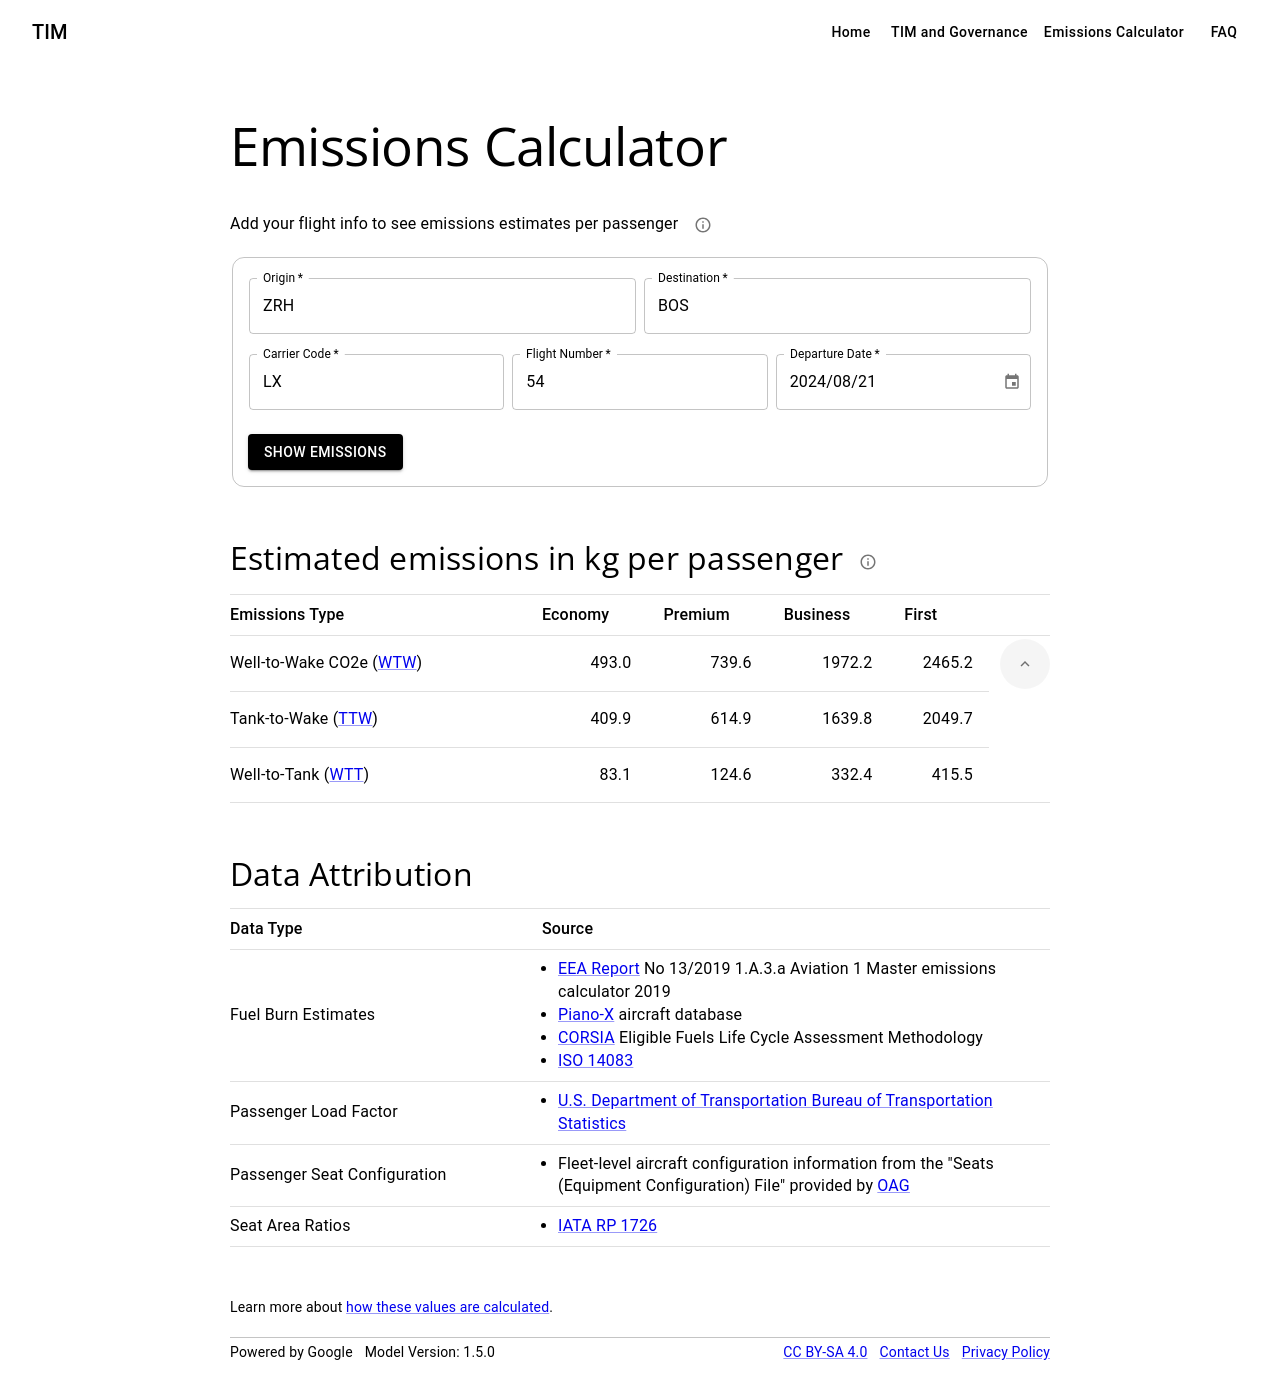 TIM
Home TIM and Governance Emissions Calculator FAQ
Emissions Calculator
Add your flight info to see emissions estimates per passenger
Origin *
ZRH
Destination *
BOS
Carrier Code *
LX
Flight Number *
54
Departure Date *
2024/08/21
SHOW EMISSIONS
Estimated emissions in kg per passenger
Emissions Type Economy Premium Business First
Well-to-Wake CO2e (WTW) 493.0 739.6 1972.2 2465.2
Tank-to-Wake (TTW) 409.9 614.9 1639.8 2049.7
Well-to-Tank (WTT) 83.1 124.6 332.4 415.5
Data Attribution
Data Type Source
Fuel Burn Estimates
• EEA Report No 13/2019 1.A.3.a Aviation 1 Master emissions
calculator 2019
• Piano-X aircraft database
• CORSIA Eligible Fuels Life Cycle Assessment Methodology
• ISO 14083
Passenger Load Factor
• U.S. Department of Transportation Bureau of Transportation
Statistics
Passenger Seat Configuration
• Fleet-level aircraft configuration information from the "Seats
(Equipment Configuration) File" provided by OAG
Seat Area Ratios
• IATA RP 1726
Learn more about how these values are calculated.
Powered by Google Model Version: 1.5.0 CC BY-SA 4.0 Contact Us Privacy Policy